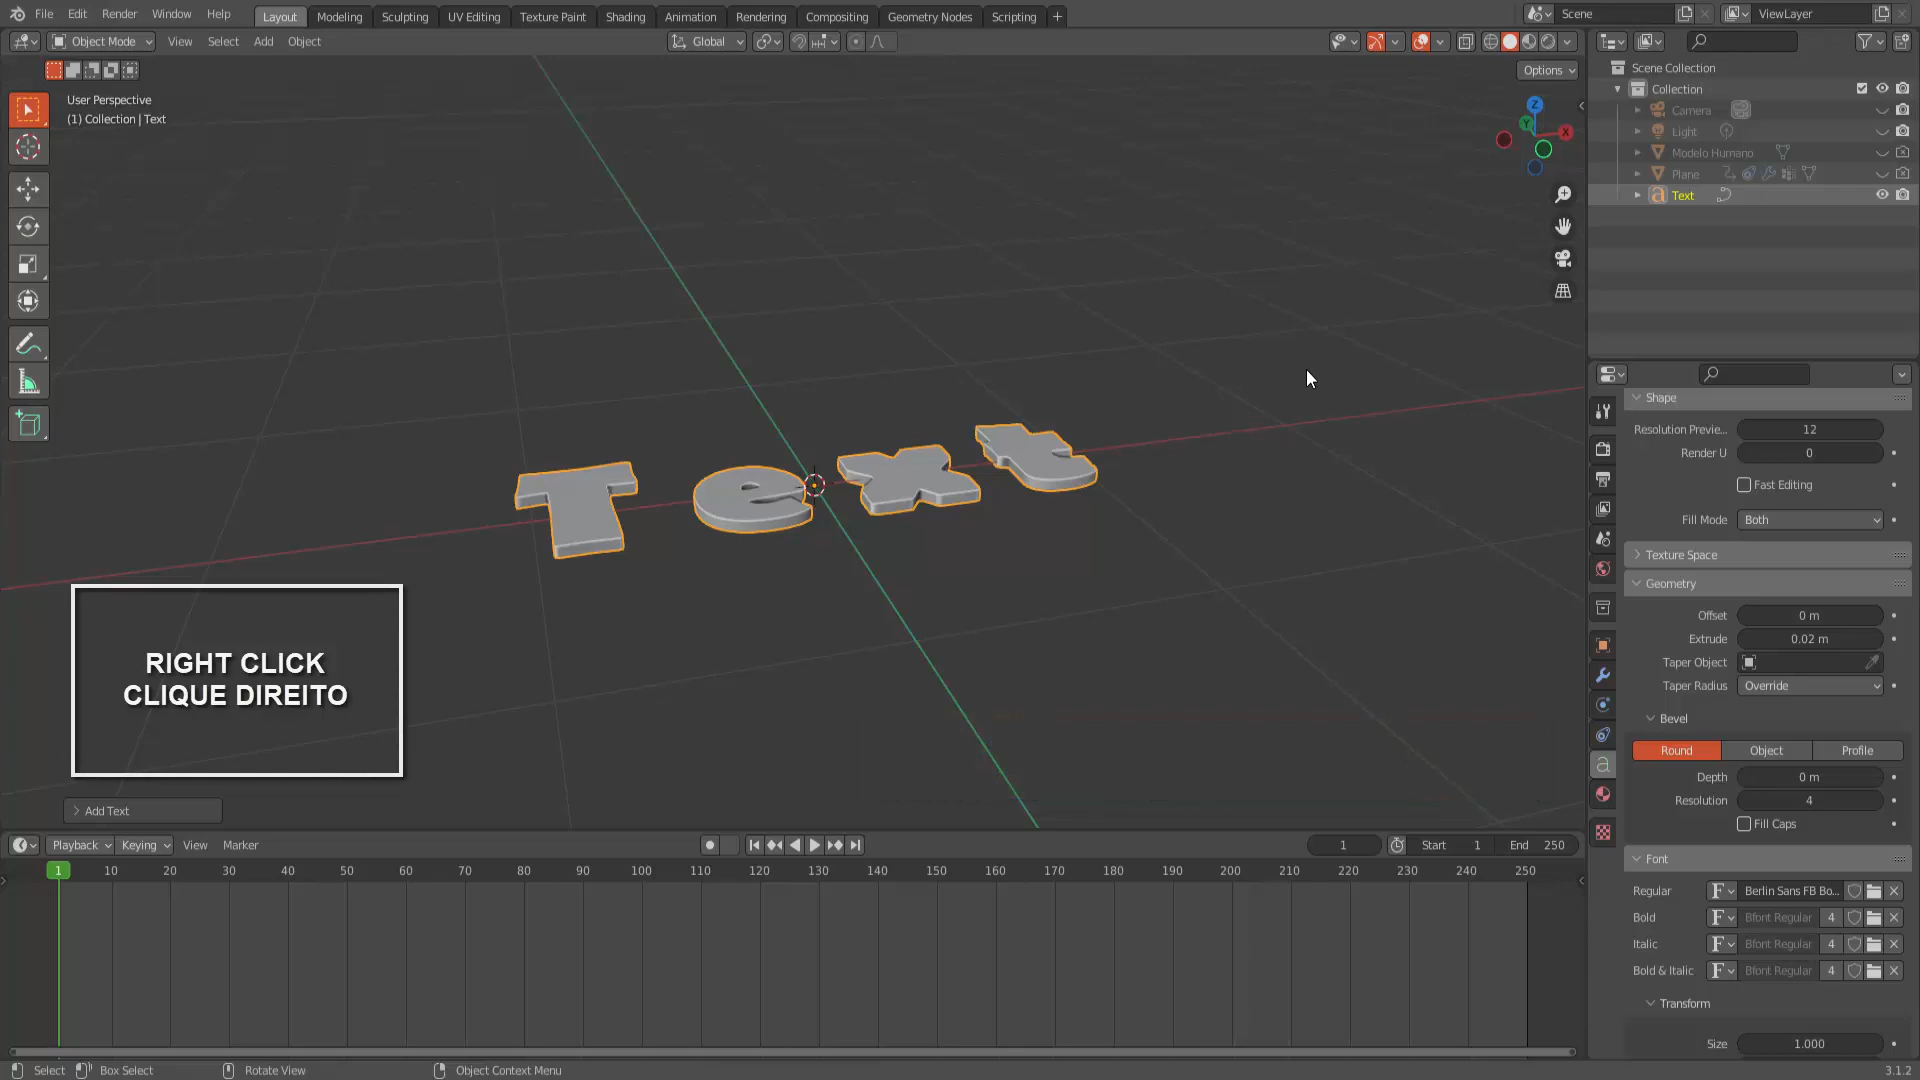 File Edit Render Window Help
Layout Modeling Sculpting UV Editing Texture Paint Shading Animation Rendering Compositing Geometry Nodes Scripting +
Scene
ViewLayer
Object Mode View Select Add Object
Global
Options
User Perspective
(1) Collection | Text
Z
Y
X
Scene Collection
Collection
Camera
Light
Modelo Humano
Plane
Text
Text
Shape
Resolution Previe... 12
Render U 0
Fast Editing
Fill Mode Both
Texture Space
Geometry
Offset 0 m
Extrude 0.02 m
Taper Object
Taper Radius Override
Bevel
Round Object Profile
Depth 0 m
Resolution 4
Fill Caps
Font
Regular F Berlin Sans FB Bo...
Bold F Bfont Regular 4
Italic F Bfont Regular 4
Bold & Italic F Bfont Regular 4
Transform
Size 1.000
RIGHT CLICK
CLIQUE DIREITO
Add Text
Playback Keying View Marker
1 Start 1 End 250
1 10 20 30 40 50 60 70 80 90 100 110 120 130 140 150 160 170 180 190 200 210 220 230 240 250
Select Box Select Rotate View Object Context Menu 3.1.2